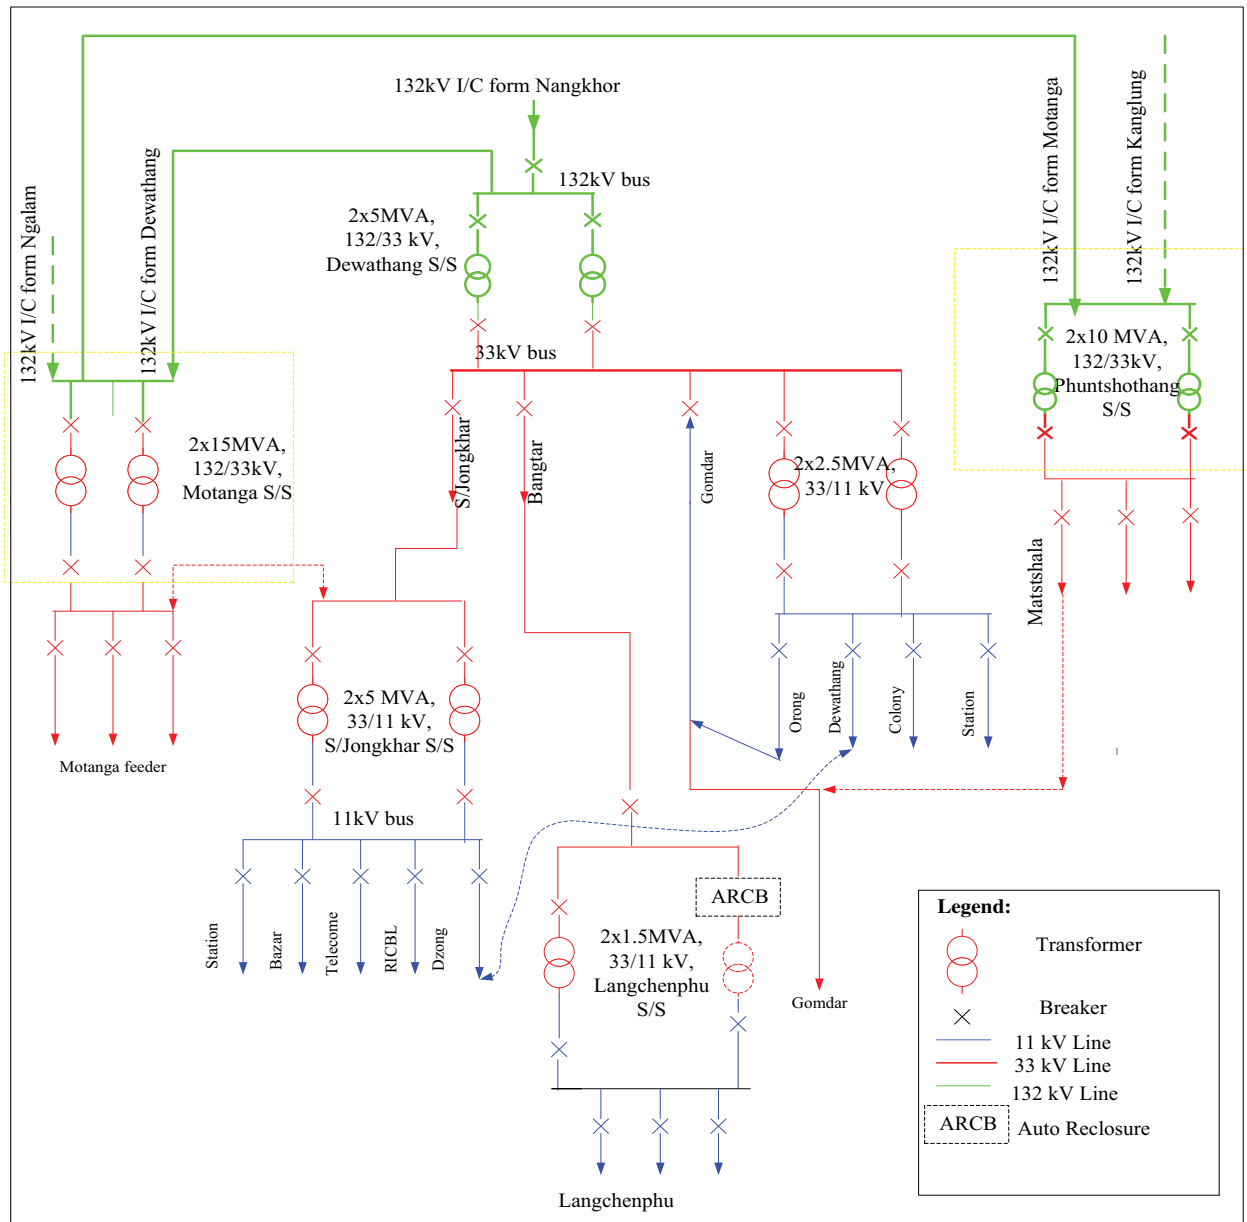 132kV I/C form Nangkhor
132kV bus
2x5MVA,
132/33 kV,
Dewathang S/S
33kV bus
132kV I/C form Ngalam
132kV I/C form Dewathang
132kV I/C form Motanga
132kV I/C form Kanglung
2x10 MVA,
132/33kV,
Phuntshothang
S/S
2x15MVA,
132/33kV,
Motanga S/S
S/Jongkhar
Bangtar
Gomdar
2x2.5MVA,
33/11 kV
Matstshala
Orong
Dewathang
Colony
Station
2x5 MVA,
33/11 kV,
S/Jongkhar S/S
Motanga feeder
11kV bus
Station
Bazar
Telecome
RICBL
Dzong
ARCB
2x1.5MVA,
33/11 kV,
Langchenphu
S/S
Gomdar
Langchenphu
Legend:
Transformer
Breaker
11 kV Line
33 kV Line
132 kV Line
ARCB
Auto Reclosure